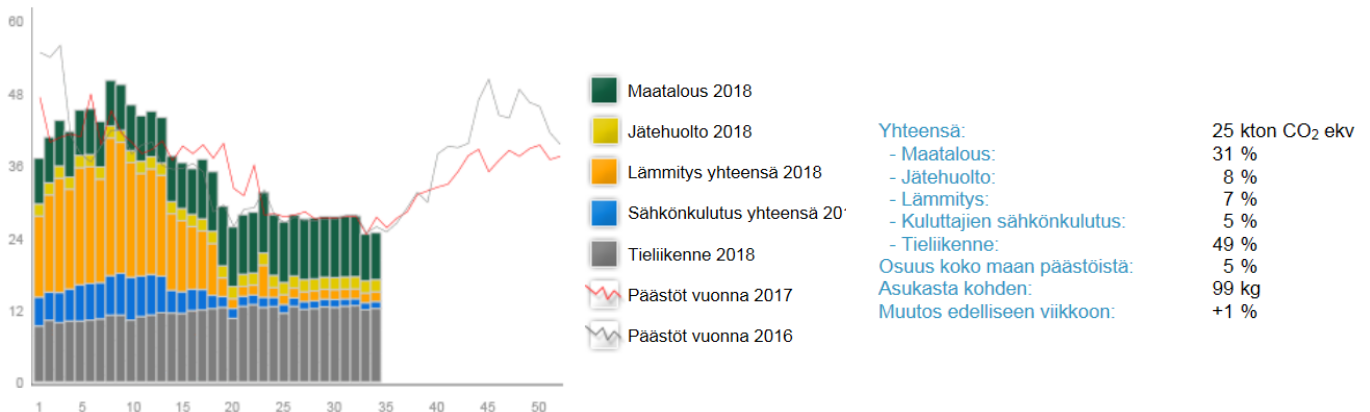 60
48
36
24
12
0
1 5 10 15 20 25 30 35 40 45 50
Maatalous 2018
Jätehuolto 2018
Lämmitys yhteensä 2018
Sähkönkulutus yhteensä 201
Tieliikenne 2018
Päästöt vuonna 2017
Päästöt vuonna 2016
Yhteensä: 25 kton CO₂ ekv
- Maatalous: 31 %
- Jätehuolto: 8 %
- Lämmitys: 7 %
- Kuluttajien sähkönkulutus: 5 %
- Tieliikenne: 49 %
Osuus koko maan päästöistä: 5 %
Asukasta kohden: 99 kg
Muutos edelliseen viikkoon: +1 %